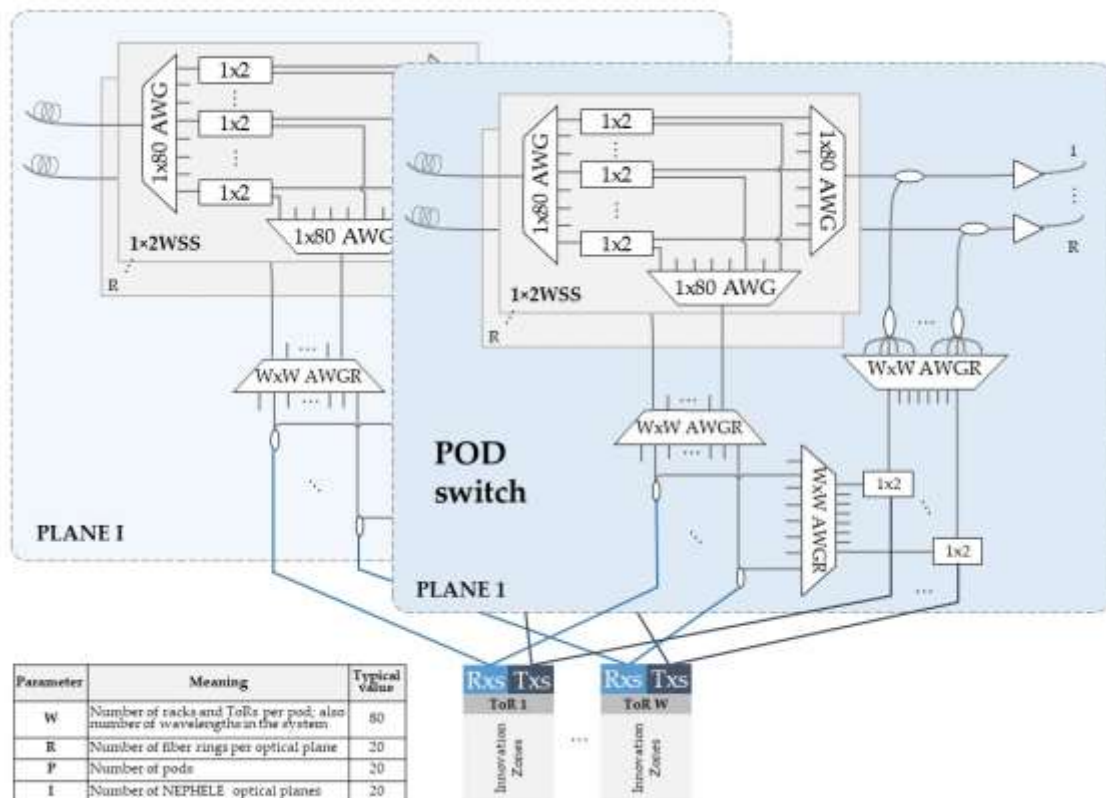 1x80 AWG
1x2
...
1x2
...
1x2
1x80 AWG
1×2WSS
R
...
WxW AWGR
...
PLANE I
1x80 AWG
1x2
...
1x2
...
1x2
1x80 AWG
1x80 AWG
1×2WSS
R
1
...
R
...
WxW AWGR
...
WxW AWGR
...
POD
switch
WxW AWGR
1x2
1x2
...
PLANE 1
Rxs Txs
ToR 1
Innovation
Zones
...
Rxs Txs
ToR W
Innovation
Zones
Parameter Meaning Typical
value
W Number of racks and ToRs per pod; also
number of wavelengths in the system 80
R Number of fiber rings per optical plane 20
P Number of pods 20
I Number of NEPHELE optical planes 20